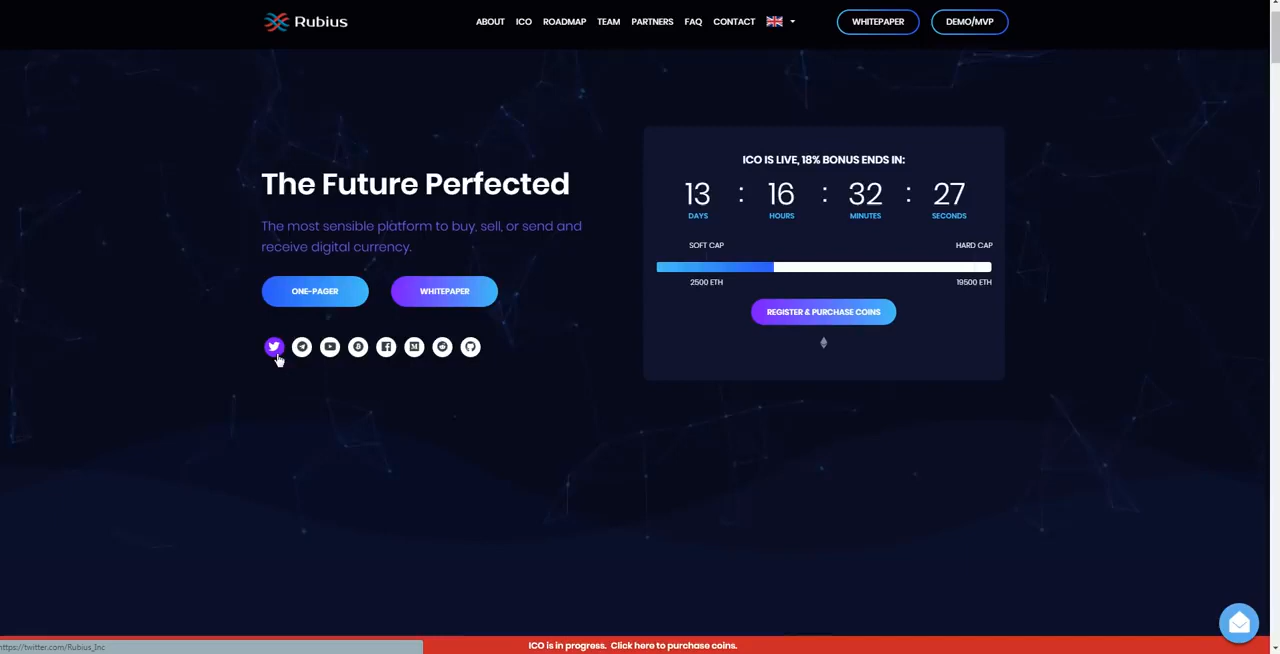 Rubius
ABOUT ICO ROADMAP TEAM PARTNERS FAQ CONTACT WHITEPAPER DEMO/MVP
The Future Perfected
The most sensible platform to buy, sell, or send and
receive digital currency.
ONE-PAGER WHITEPAPER
ICO IS LIVE, 18% BONUS ENDS IN:
13 : 16 : 32 : 27
DAYS HOURS MINUTES SECONDS
SOFT CAP HARD CAP
2500 ETH 19500 ETH
REGISTER & PURCHASE COINS
ICO is in progress. Click here to purchase coins.
https://twitter.com/Rubius_Inc